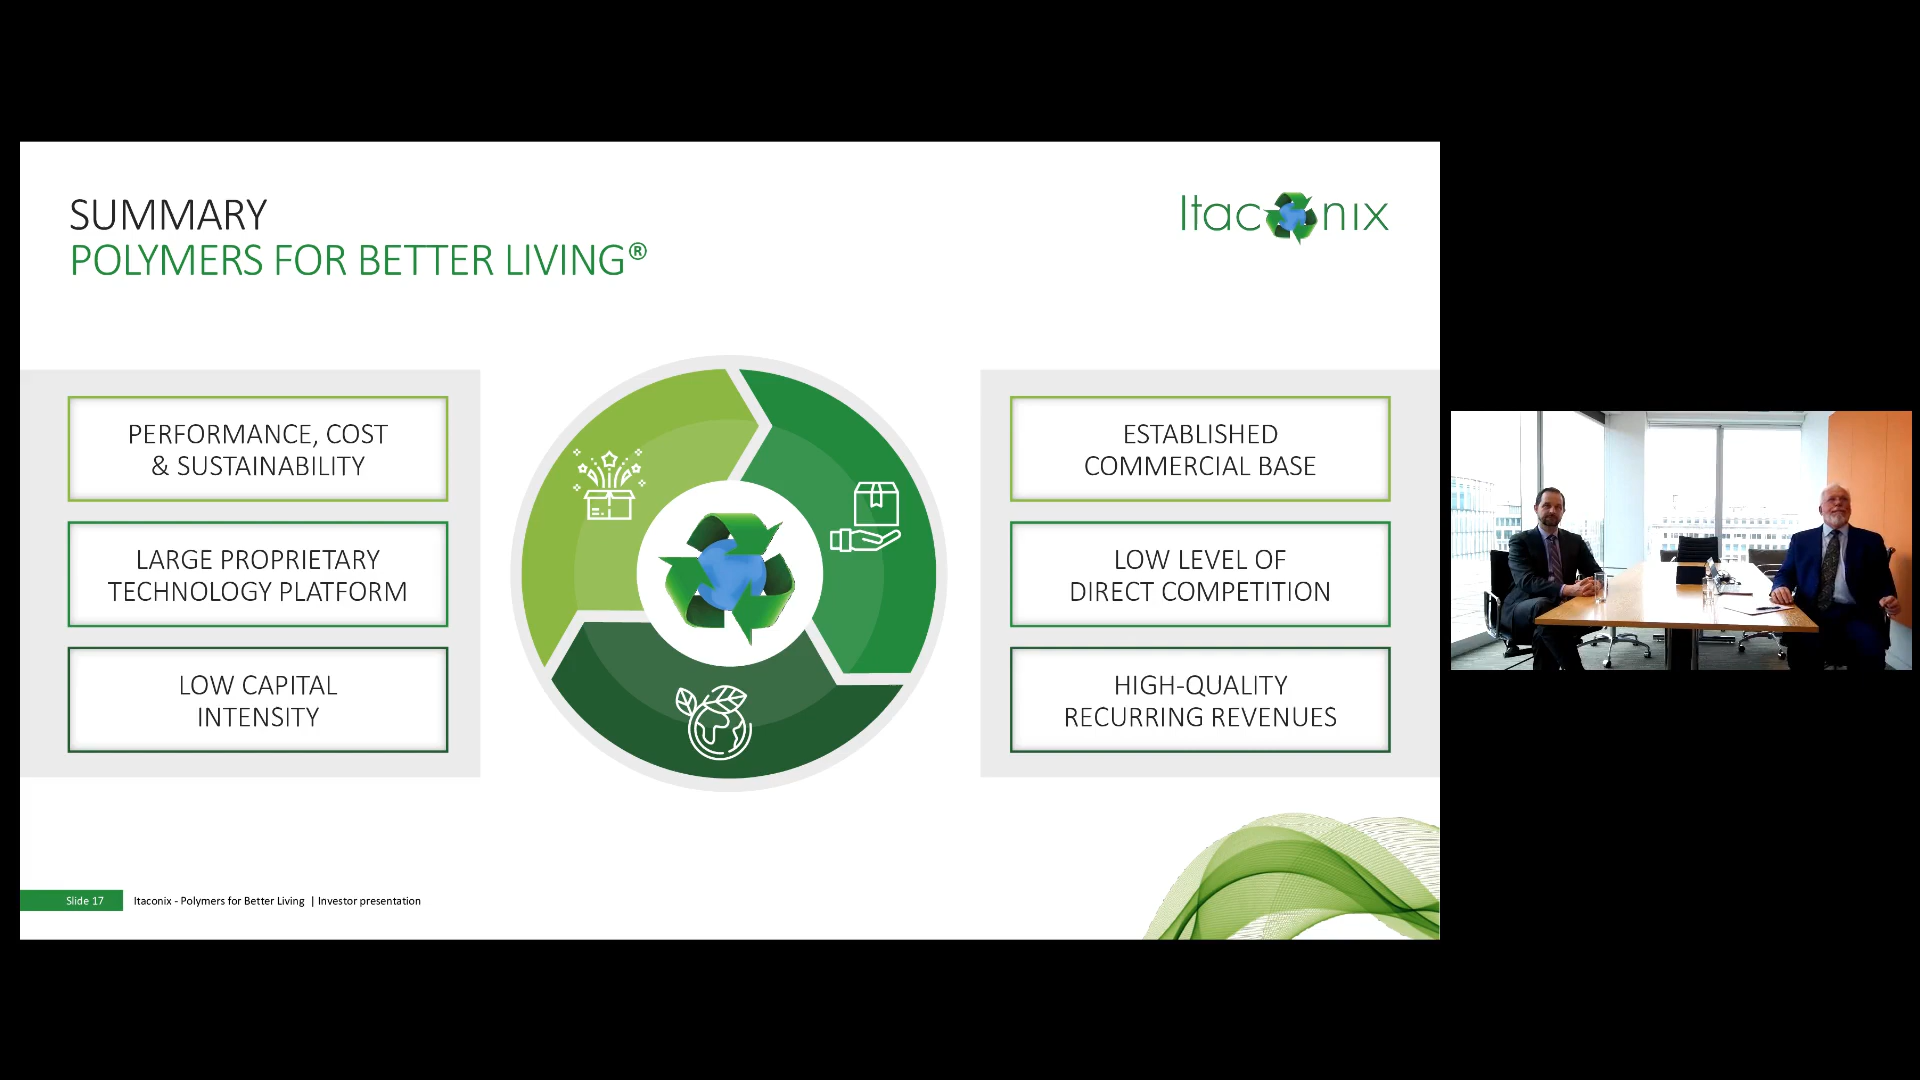 SUMMARY
POLYMERS FOR BETTER LIVING®
Itaconix
PERFORMANCE, COST
& SUSTAINABILITY
LARGE PROPRIETARY
TECHNOLOGY PLATFORM
LOW CAPITAL
INTENSITY
ESTABLISHED
COMMERCIAL BASE
LOW LEVEL OF
DIRECT COMPETITION
HIGH-QUALITY
RECURRING REVENUES
Slide 17
Itaconix - Polymers for Better Living | Investor presentation